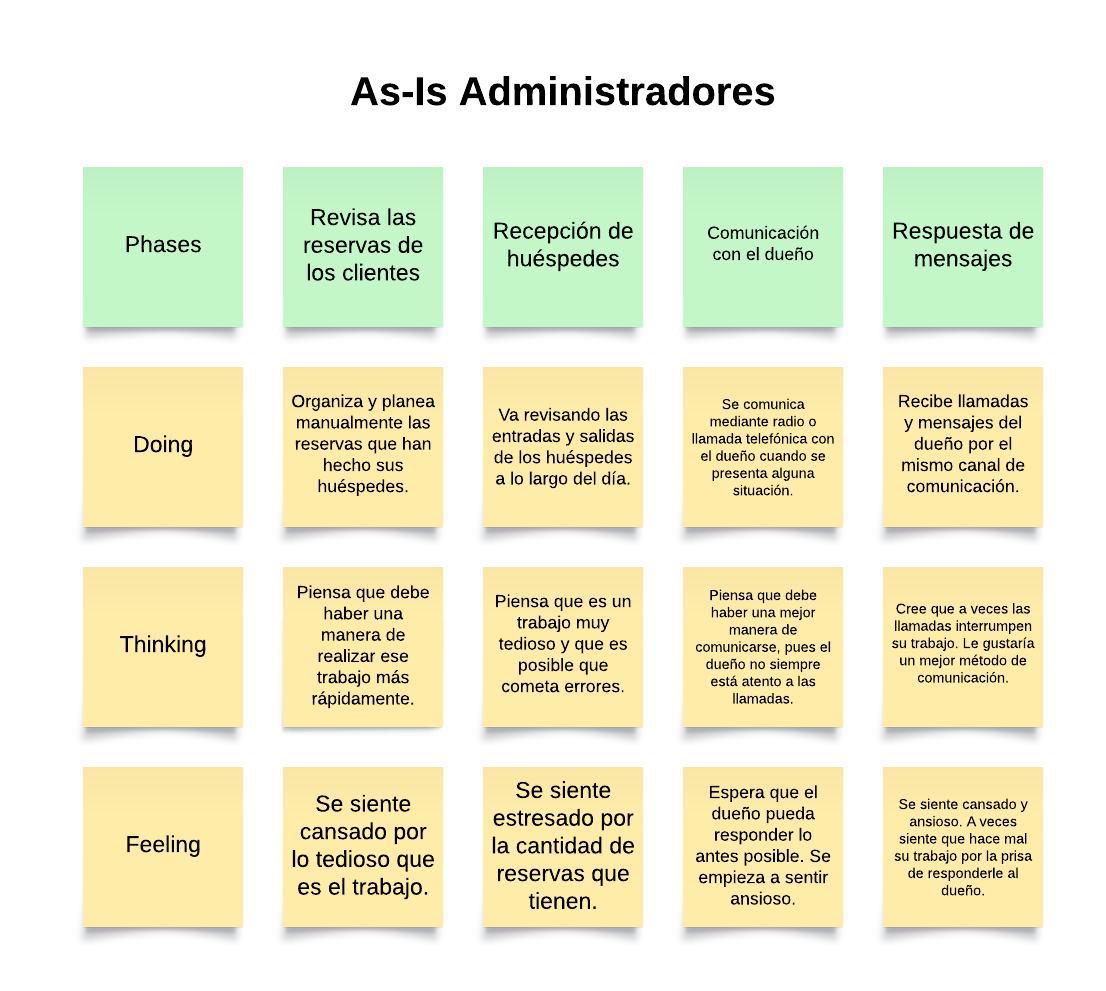 As-Is Administradores
Phases
Revisa las
reservas de
los clientes
Recepción de
huéspedes
Comunicación
con el dueño
Respuesta de
mensajes
Doing
Organiza y planea
manualmente las
reservas que han
hecho sus
huéspedes.
Va revisando las
entradas y salidas
de los huéspedes
a lo largo del día.
Se comunica
mediante radio o
llamada telefónica con
el dueño cuando se
presenta alguna
situación.
Recibe llamadas
y mensajes del
dueño por el
mismo canal de
comunicación.
Thinking
Piensa que debe
haber una
manera de
realizar ese
trabajo más
rápidamente.
Piensa que es un
trabajo muy
tedioso y que es
posible que
cometa errores.
Piensa que debe
haber una mejor
manera de
comunicarse, pues el
dueño no siempre
está atento a las
llamadas.
Cree que a veces las
llamadas interrumpen
su trabajo. Le gustaría
un mejor método de
comunicación.
Feeling
Se siente
cansado por
lo tedioso que
es el trabajo.
Se siente
estresado por
la cantidad de
reservas que
tienen.
Espera que el
dueño pueda
responder lo
antes posible. Se
empieza a sentir
ansioso.
Se siente cansado y
ansioso. A veces
siente que hace mal
su trabajo por la prisa
de responderle al
dueño.